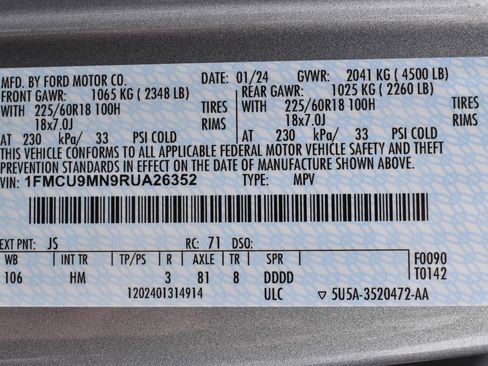 MFD. BY FORD MOTOR CO. DATE: 01/24 GVWR: 2041 KG ( 4500 LB)
FRONT GAWR: 1065 KG ( 2348 LB) REAR GAWR: 1025 KG ( 2260 LB)
WITH 225/60R18 100H TIRES WITH 225/60R18 100H TIRES
18x7.0J RIMS 18x7.0J RIMS
AT 230 kPa/ 33 PSI COLD AT 230 kPa/ 33 PSI COLD
THIS VEHICLE CONFORMS TO ALL APPLICABLE FEDERAL MOTOR VEHICLE SAFETY AND THEFT
PREVENTION STANDARDS IN EFFECT ON THE DATE OF MANUFACTURE SHOWN ABOVE.
VIN: 1FMCU9MN9RUA26352 TYPE: MPV
EXT PNT: JS RC: 71 DSO:
WB INT TR TP/PS R AXLE TR SPR F0090
106 HM 3 81 8 DDDD T0142
1202401314914 ULC ▽ 5U5A-3520472-AA